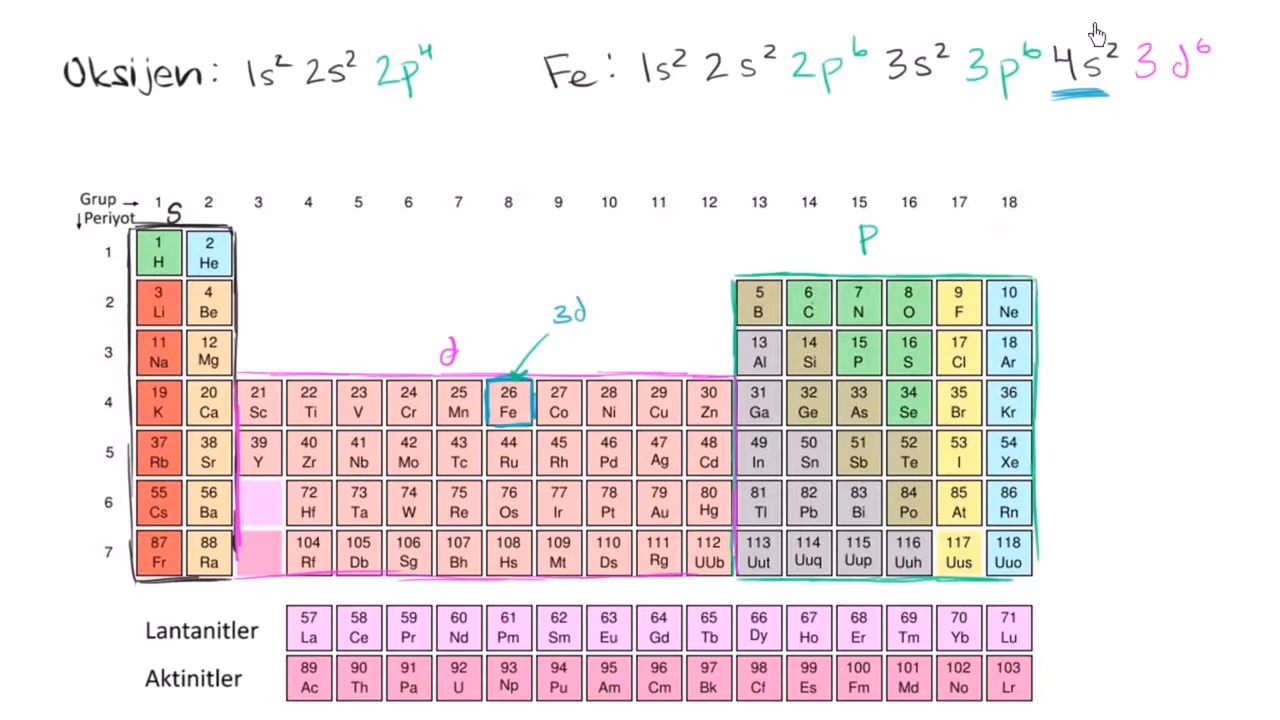 Oksijen: 1s² 2s² 2p⁴ Fe: 1s² 2s² 2p⁶ 3s² 3p⁶ 4s² 3d⁶
Grup → 1 2 3 4 5 6 7 8 9 10 11 12 13 14 15 16 17 18
↓Periyot s
p
3d
d
1 1 2
H He
2 3 4 5 6 7 8 9 10
Li Be B C N O F Ne
3 11 12 13 14 15 16 17 18
Na Mg Al Si P S Cl Ar
4 19 20 21 22 23 24 25 26 27 28 29 30 31 32 33 34 35 36
K Ca Sc Ti V Cr Mn Fe Co Ni Cu Zn Ga Ge As Se Br Kr
5 37 38 39 40 41 42 43 44 45 46 47 48 49 50 51 52 53 54
Rb Sr Y Zr Nb Mo Tc Ru Rh Pd Ag Cd In Sn Sb Te I Xe
6 55 56 72 73 74 75 76 77 78 79 80 81 82 83 84 85 86
Cs Ba Hf Ta W Re Os Ir Pt Au Hg Tl Pb Bi Po At Rn
7 87 88 104 105 106 107 108 109 110 111 112 113 114 115 116 117 118
Fr Ra Rf Db Sg Bh Hs Mt Ds Rg UUb Uut Uuq Uup Uuh Uus Uuo
57 58 59 60 61 62 63 64 65 66 67 68 69 70 71
Lantanitler La Ce Pr Nd Pm Sm Eu Gd Tb Dy Ho Er Tm Yb Lu
89 90 91 92 93 94 95 96 97 98 99 100 101 102 103
Aktinitler Ac Th Pa U Np Pu Am Cm Bk Cf Es Fm Md No Lr